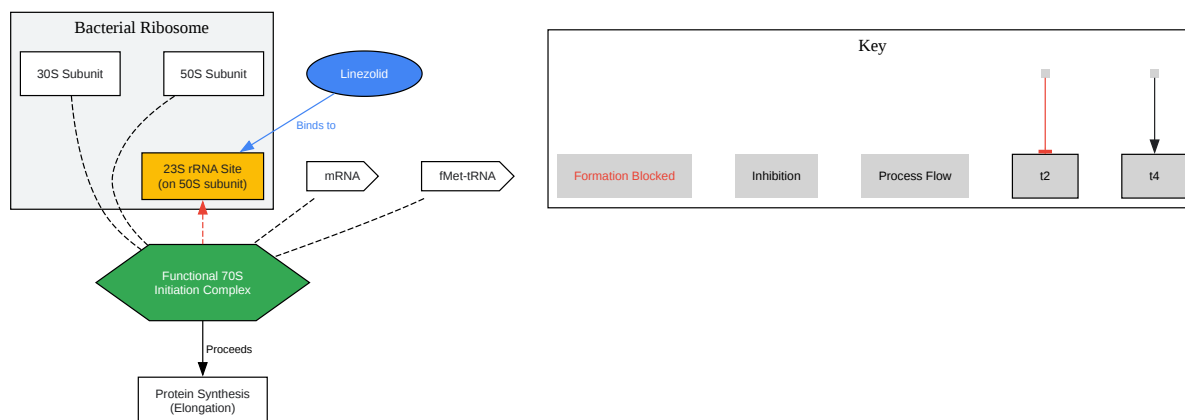 Bacterial Ribosome
30S Subunit
50S Subunit
Linezolid
Binds to
23S rRNA Site
(on 50S subunit)
mRNA
fMet-tRNA
Functional 70S
Initiation Complex
Proceeds
Protein Synthesis
(Elongation)
Key
Formation Blocked
Inhibition
Process Flow
t2
t4